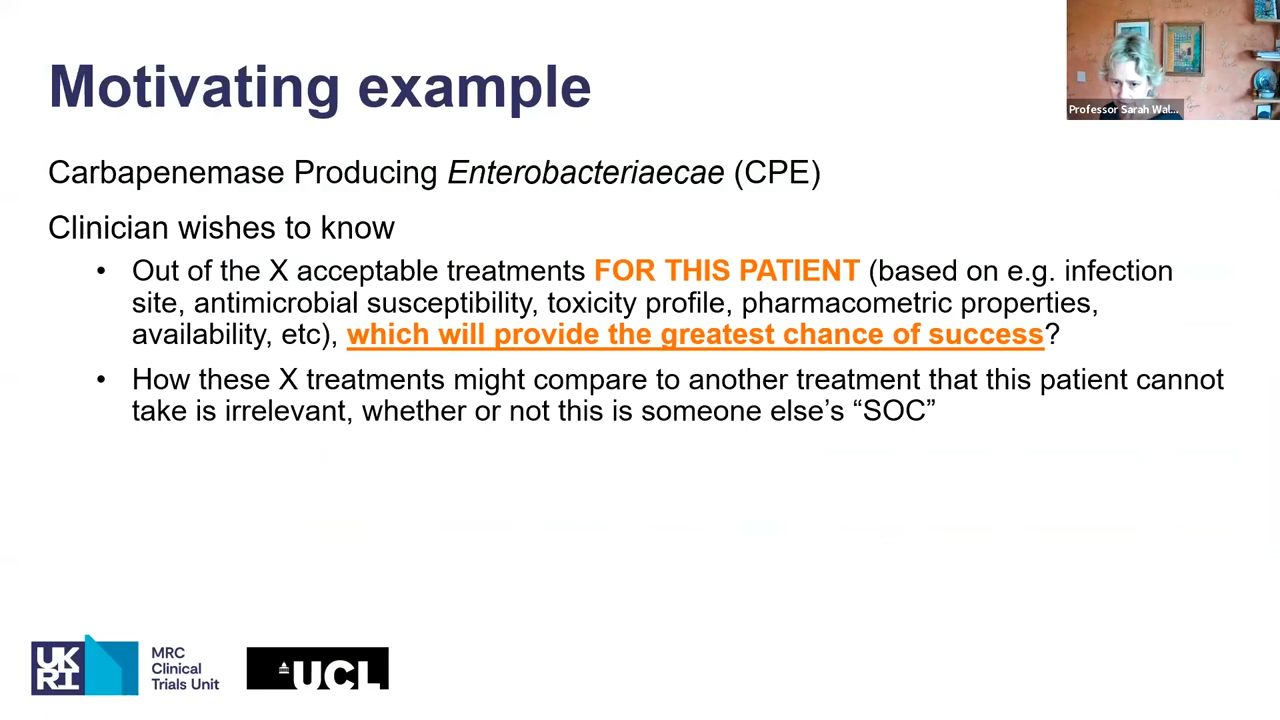 Motivating example
Professor Sarah Wal...
Carbapenemase Producing Enterobacteriaecae (CPE)
Clinician wishes to know
• Out of the X acceptable treatments FOR THIS PATIENT (based on e.g. infection
site, antimicrobial susceptibility, toxicity profile, pharmacometric properties,
availability, etc), which will provide the greatest chance of success?
• How these X treatments might compare to another treatment that this patient cannot
take is irrelevant, whether or not this is someone else’s “SOC”
UK
RI
MRC
Clinical
Trials Unit
UCL